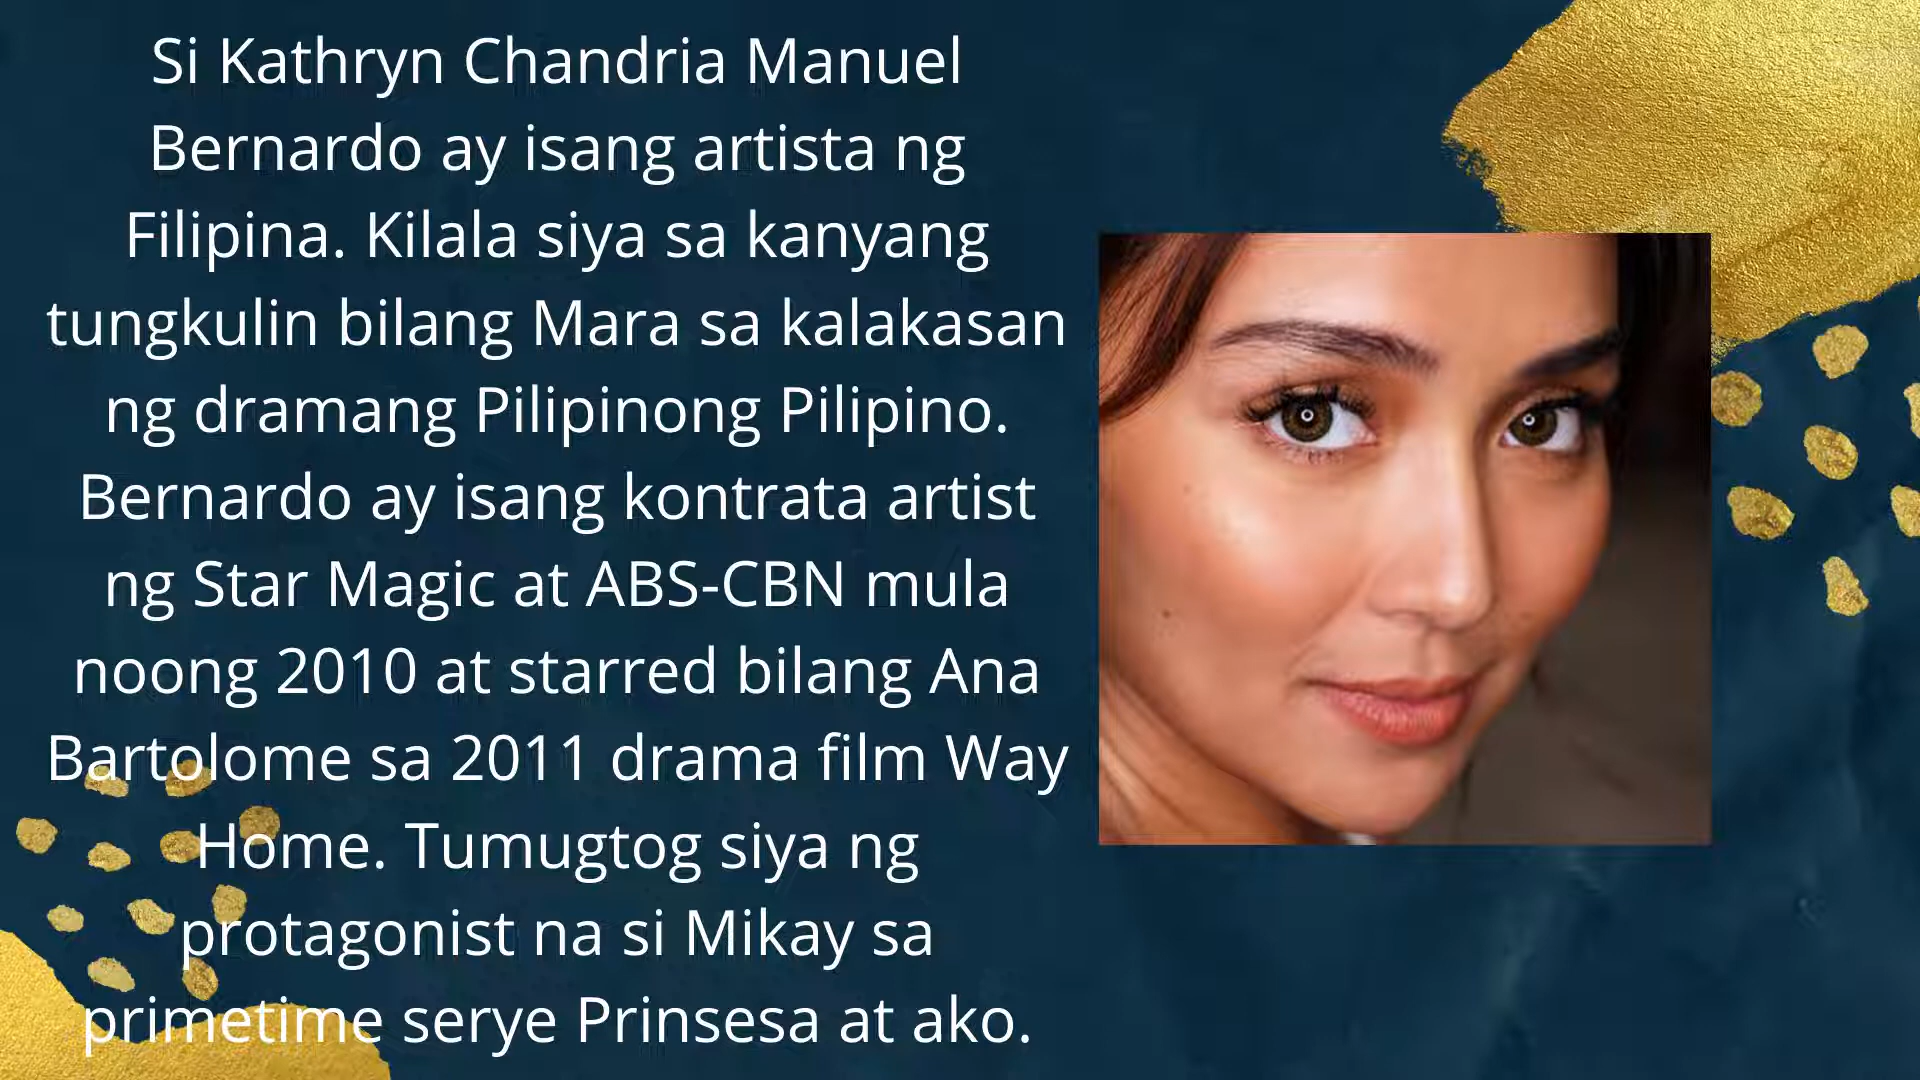 Si Kathryn Chandria Manuel
Bernardo ay isang artista ng
Filipina. Kilala siya sa kanyang
tungkulin bilang Mara sa kalakasan
ng dramang Pilipinong Pilipino.
Bernardo ay isang kontrata artist
ng Star Magic at ABS-CBN mula
noong 2010 at starred bilang Ana
Bartolome sa 2011 drama film Way
Home. Tumugtog siya ng
protagonist na si Mikay sa
primetime serye Prinsesa at ako.